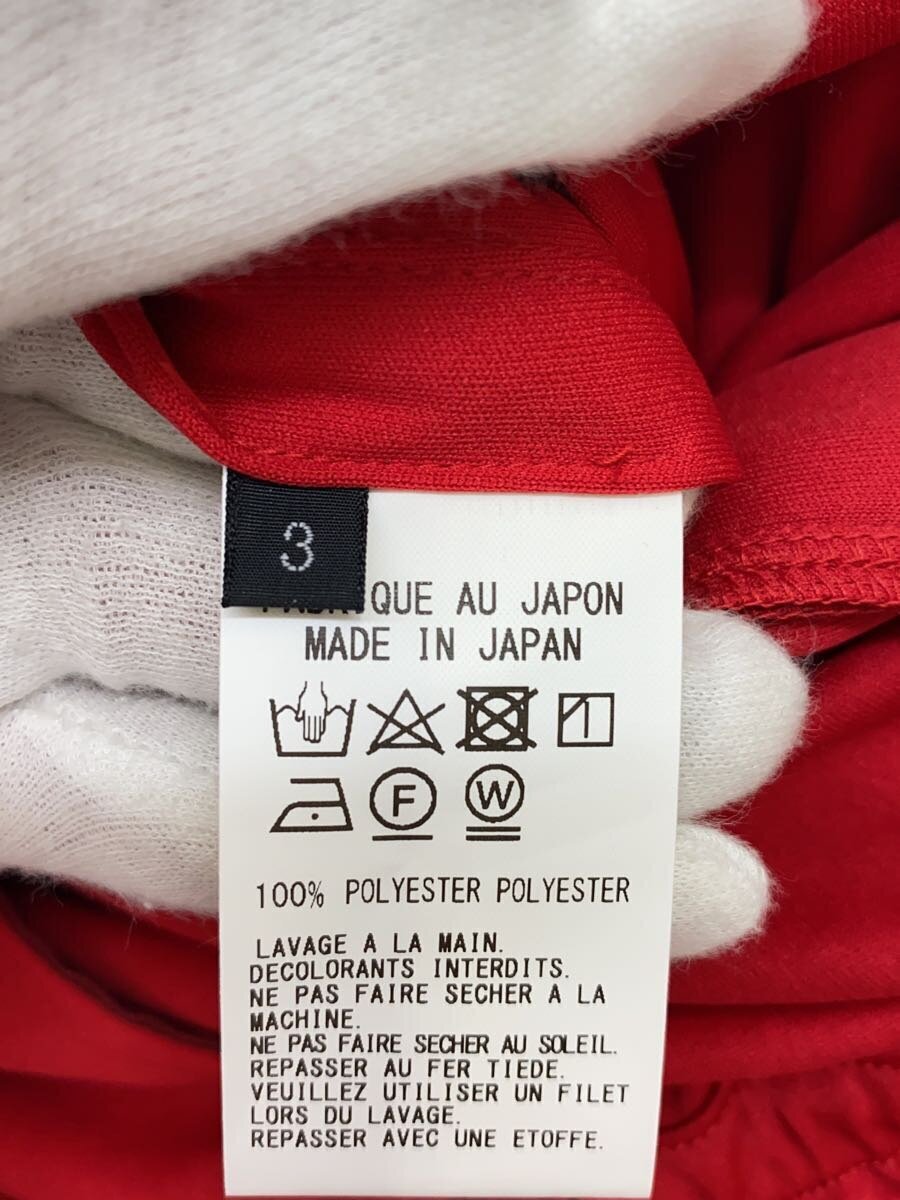 3
QUE AU JAPON
MADE IN JAPAN
F W
100% POLYESTER POLYESTER
LAVAGE A LA MAIN.
DECOLORANTS INTERDITS.
NE PAS FAIRE SECHER A LA
MACHINE.
NE PAS FAIRE SECHER AU SOLEIL.
REPASSER AU FER TIEDE.
VEUILLEZ UTILISER UN FILET
LORS DU LAVAGE.
REPASSER AVEC UNE ETOFFE.